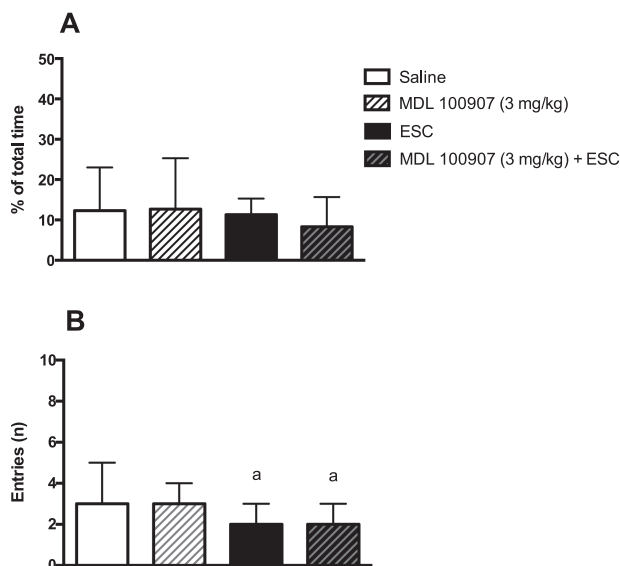 A
50
40
30
20
10
0
% of total time
Saline
MDL 100907 (3 mg/kg)
ESC
MDL 100907 (3 mg/kg) + ESC
B
10
8
6
4
2
0
Entries (n)
a
a